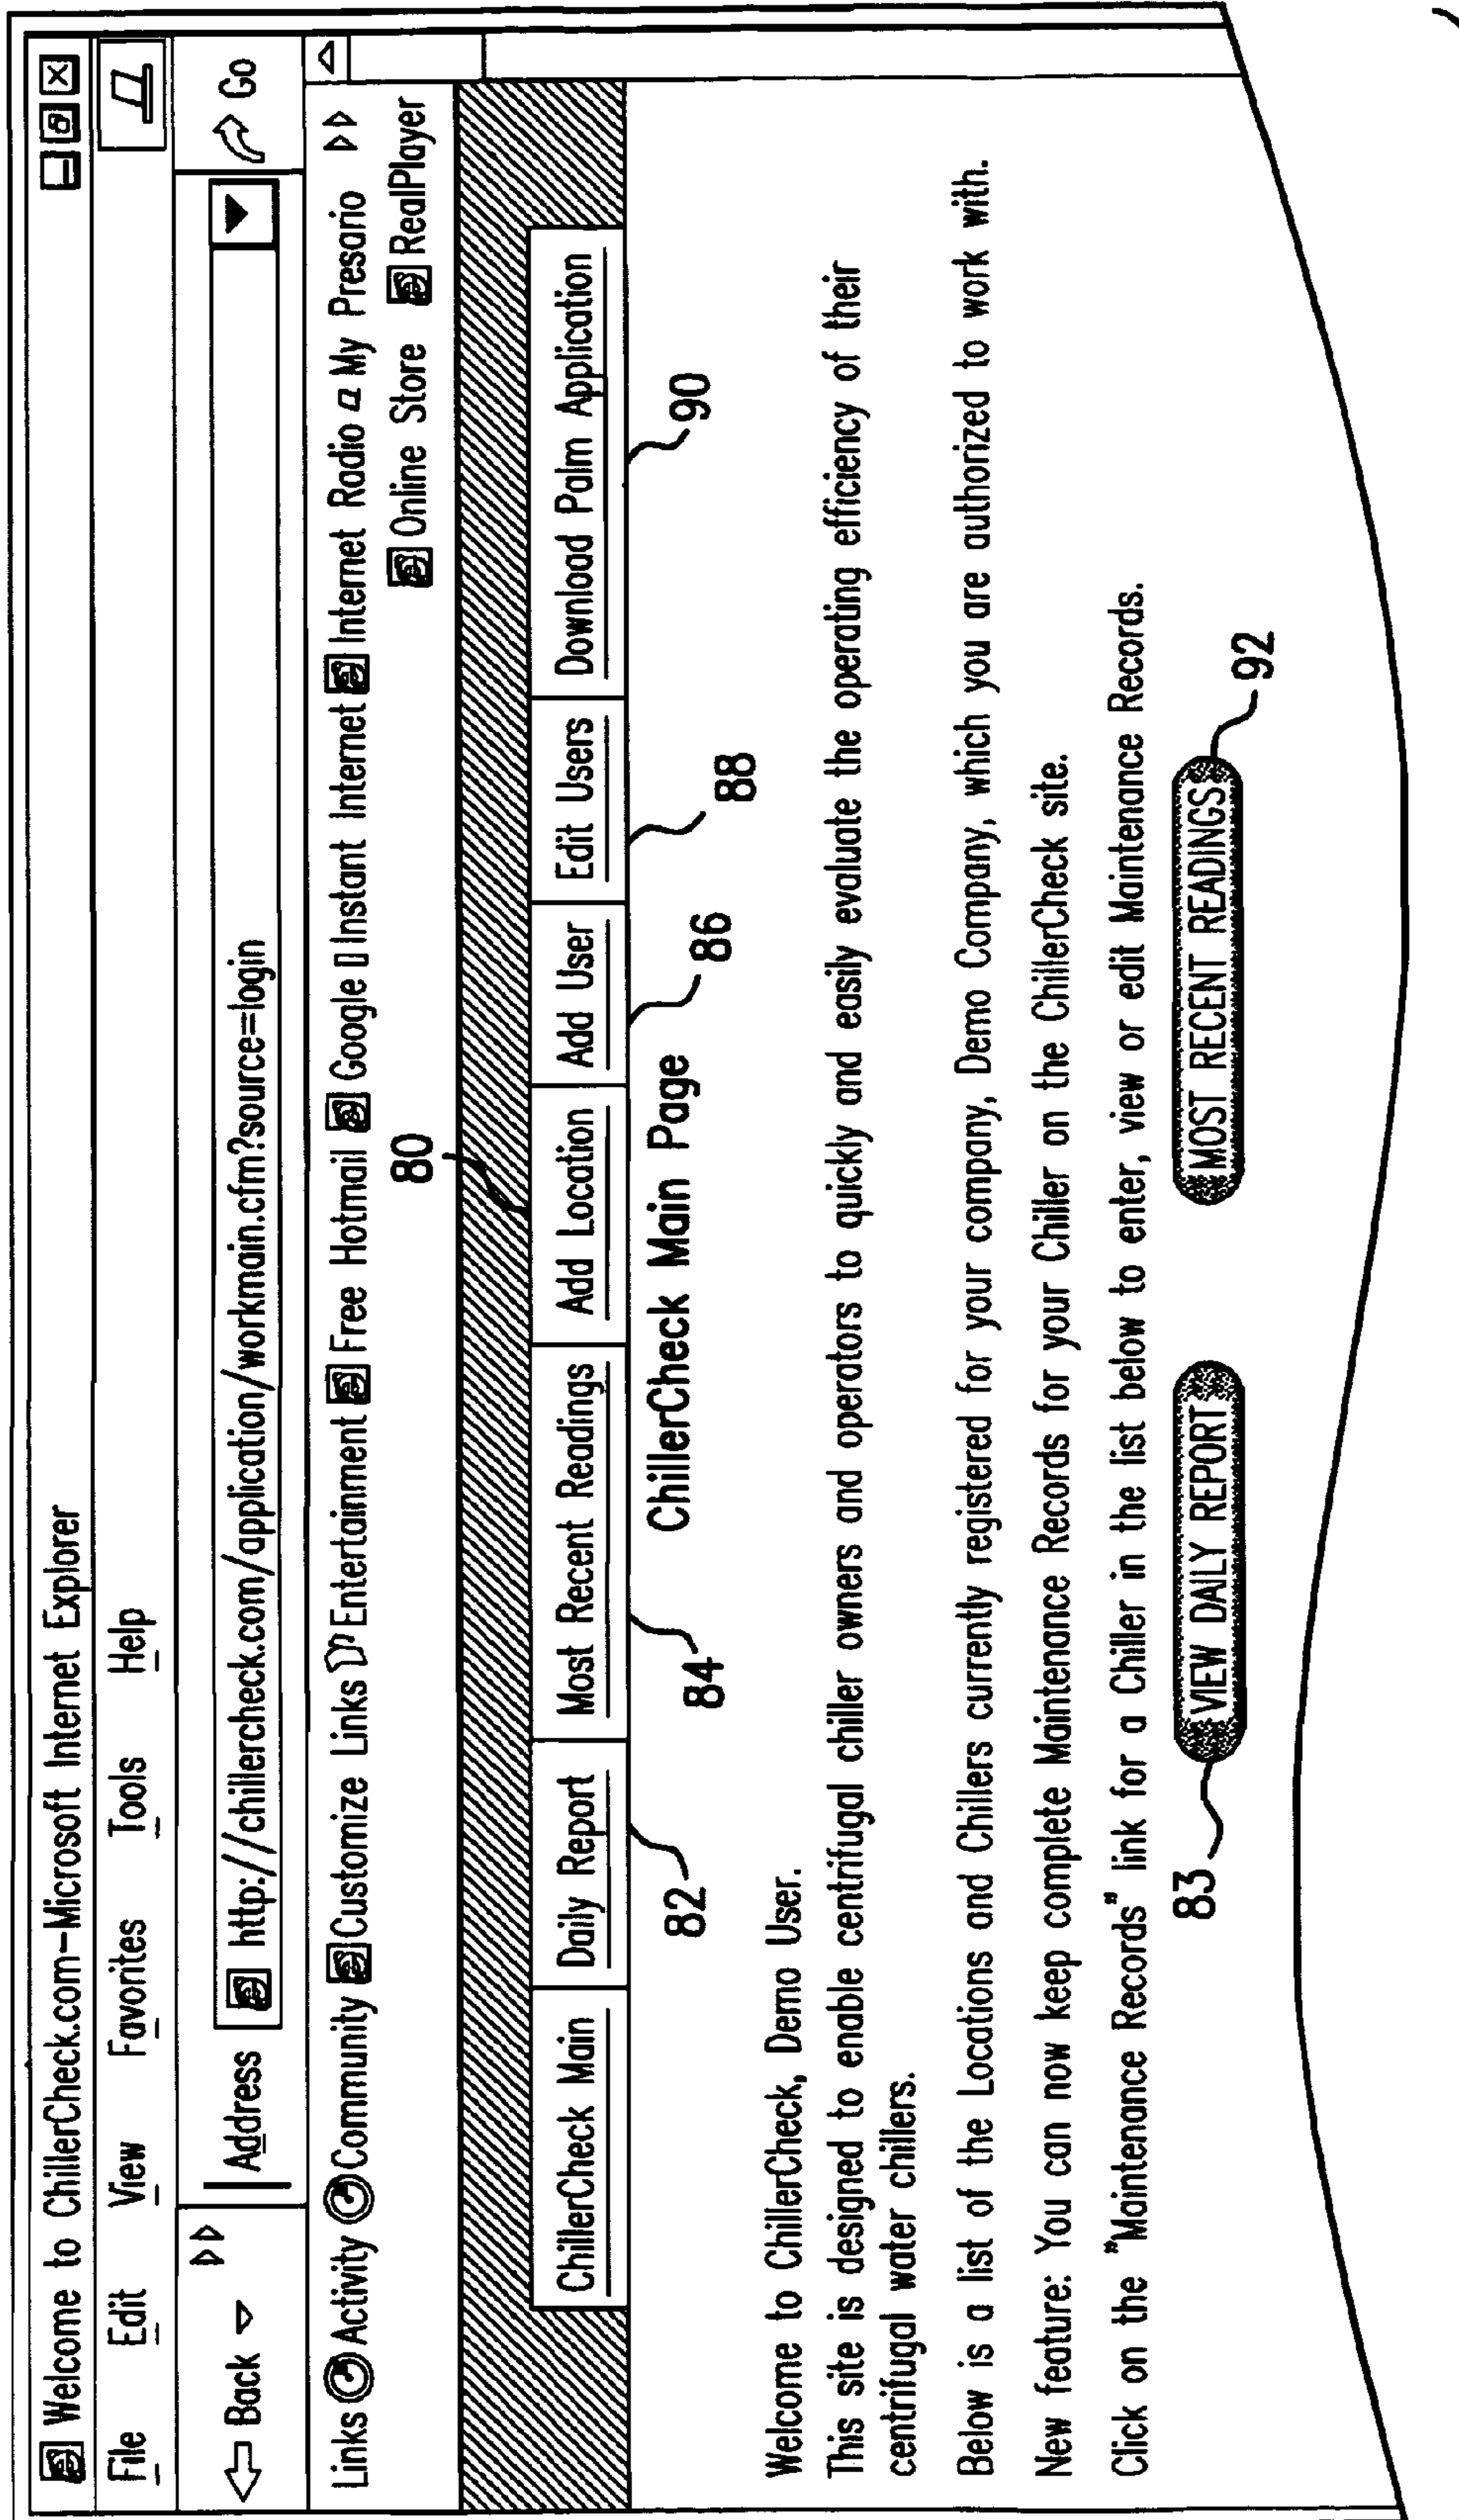 Welcome to ChillerCheck.com-Microsoft Internet Explorer
File Edit View Favorites Tools Help
Back Address http://chillercheck.com/application/workmain.cfm?source=login Go
Links Activity Community Customize Links Entertainment Free Hotmail Google Instant Internet Internet Radio My Presario
Online Store RealPlayer
80
ChillerCheck Main Daily Report Most Recent Readings Add Location Add User Edit Users Download Palm Application
82 84 86 88 90
ChillerCheck Main Page
Welcome to ChillerCheck, Demo User.
This site is designed to enable centrifugal chiller owners and operators to quickly and easily evaluate the operating efficiency of their
centrifugal water chillers.
Below is a list of the Locations and Chillers currently registered for your company, Demo Company, which you are authorized to work with.
New feature: You can now keep complete Maintenance Records for your Chiller on the ChillerCheck site.
Click on the "Maintenance Records" link for a Chiller in the list below to enter, view or edit Maintenance Records.
83 VIEW DAILY REPORT MOST RECENT READINGS 92